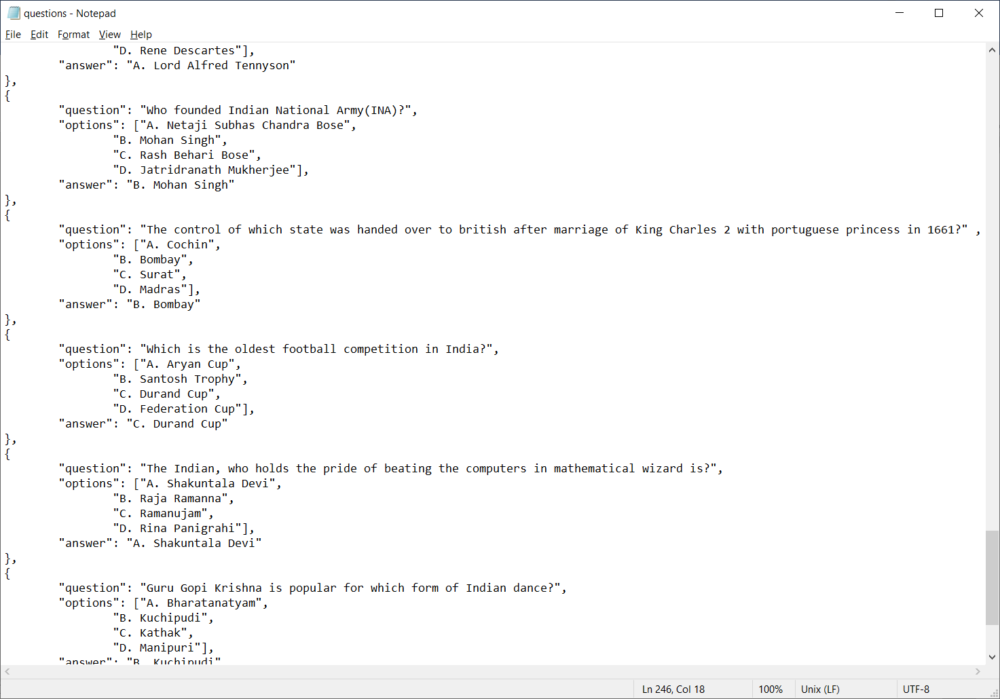 questions - Notepad
File Edit Format View Help
"D. Rene Descartes"],
"answer": "A. Lord Alfred Tennyson"
},
{
"question": "Who founded Indian National Army(INA)?",
"options": ["A. Netaji Subhas Chandra Bose",
"B. Mohan Singh",
"C. Rash Behari Bose",
"D. Jatridranath Mukherjee"],
"answer": "B. Mohan Singh"
},
{
"question": "The control of which state was handed over to british after marriage of King Charles 2 with portuguese princess in 1661?" ,
"options": ["A. Cochin",
"B. Bombay",
"C. Surat",
"D. Madras"],
"answer": "B. Bombay"
},
{
"question": "Which is the oldest football competition in India?",
"options": ["A. Aryan Cup",
"B. Santosh Trophy",
"C. Durand Cup",
"D. Federation Cup"],
"answer": "C. Durand Cup"
},
{
"question": "The Indian, who holds the pride of beating the computers in mathematical wizard is?",
"options": ["A. Shakuntala Devi",
"B. Raja Ramanna",
"C. Ramanujam",
"D. Rina Panigrahi"],
"answer": "A. Shakuntala Devi"
},
{
"question": "Guru Gopi Krishna is popular for which form of Indian dance?",
"options": ["A. Bharatanatyam",
"B. Kuchipudi",
"C. Kathak",
"D. Manipuri"],
"answer": "B. Kuchipudi"
Ln 246, Col 18 100% Unix (LF) UTF-8